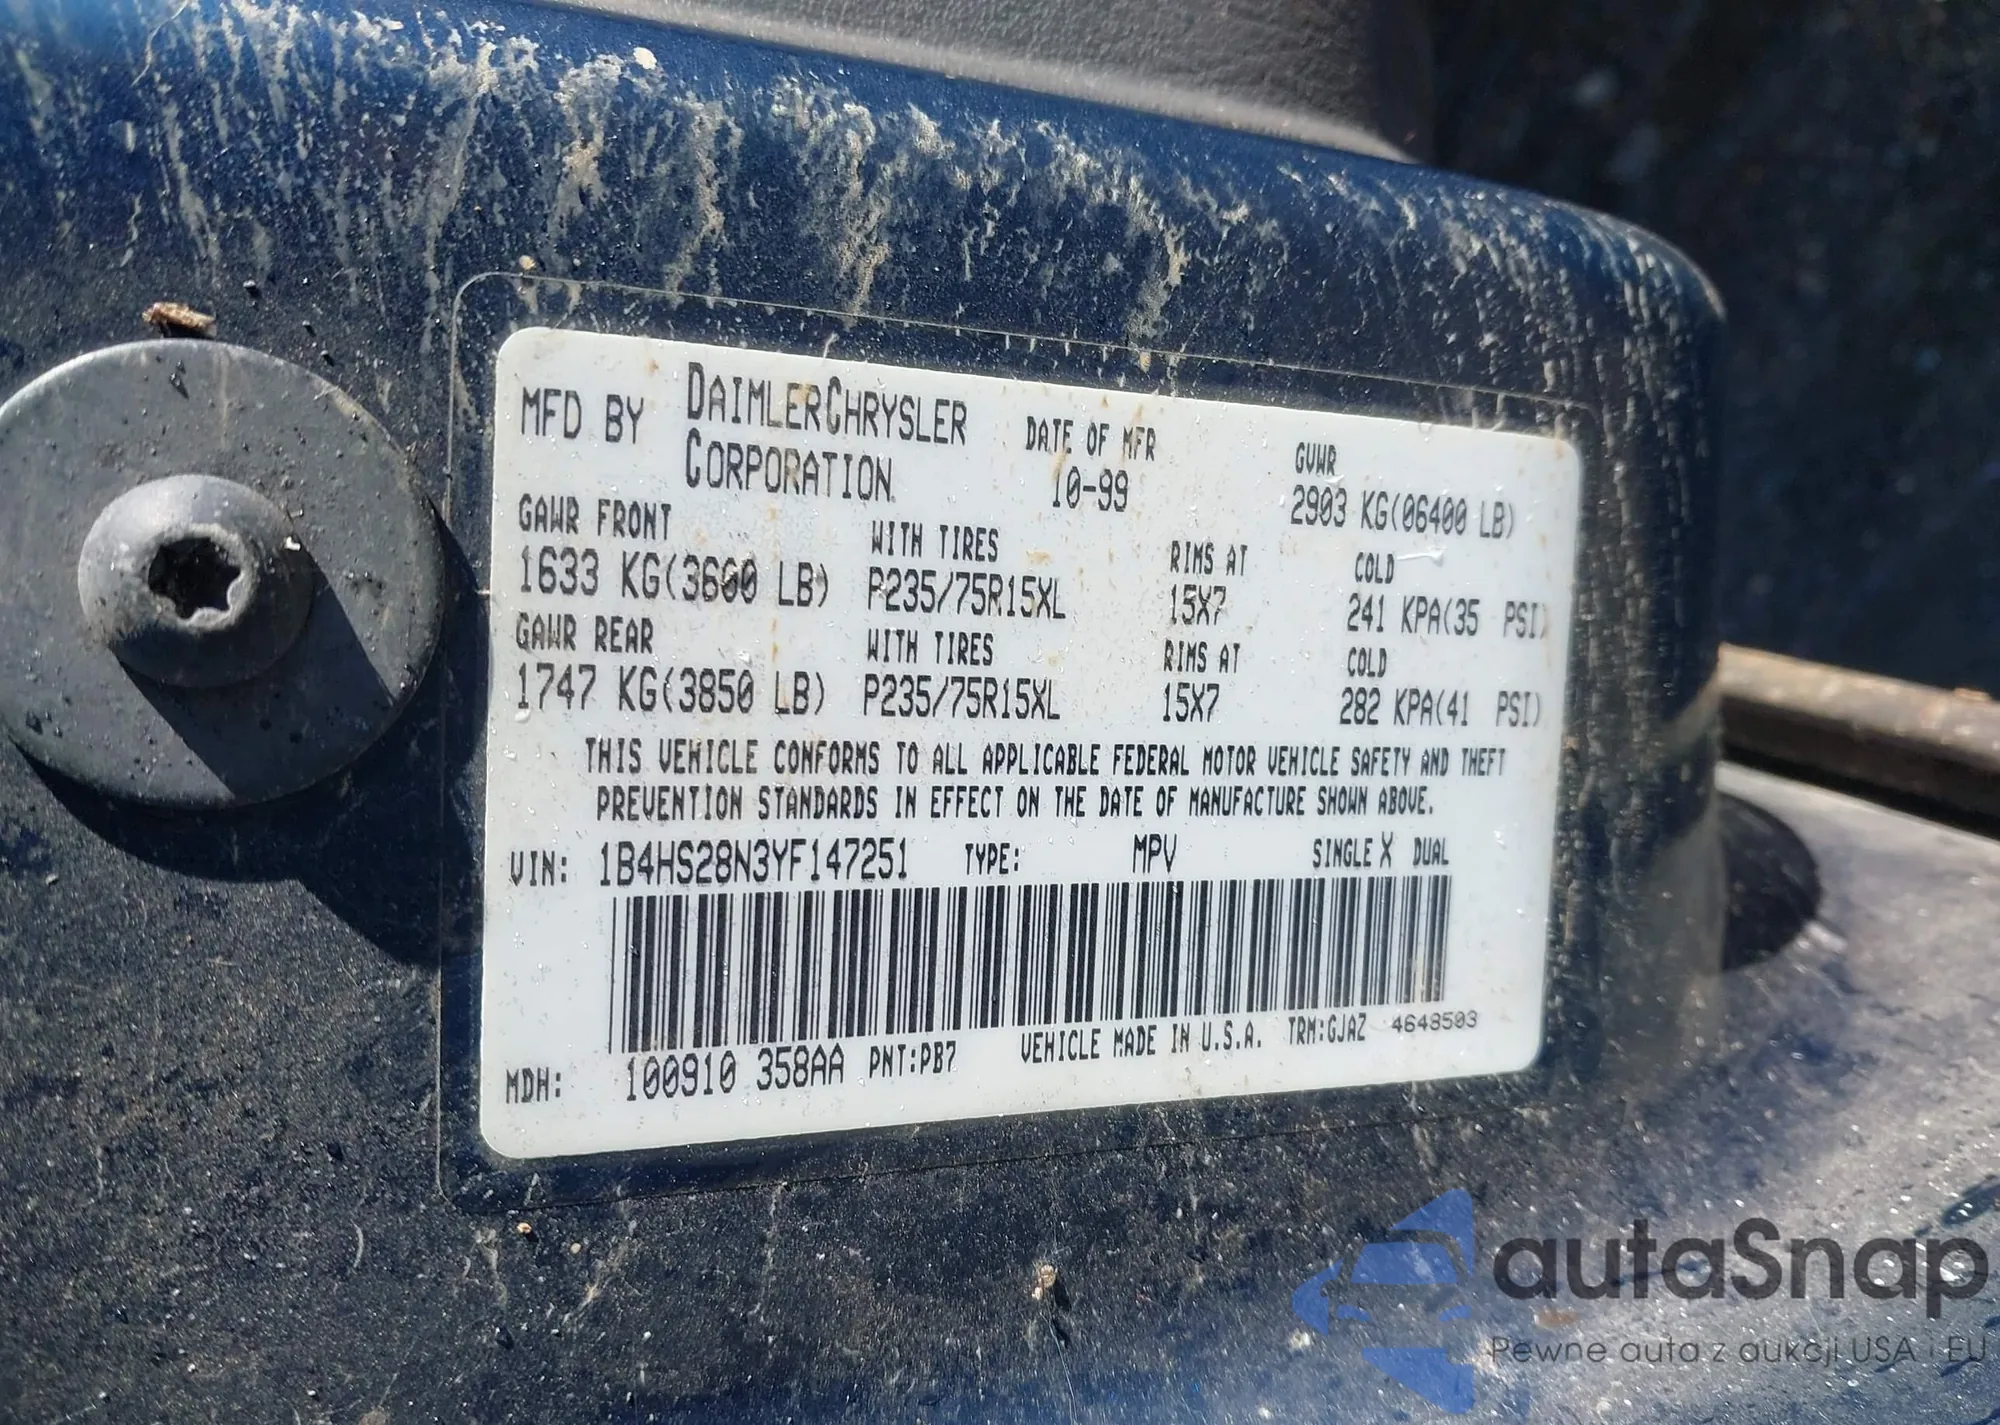 MFD BY DAIMLERCHRYSLER CORPORATION DATE OF MFR 10-99 GVWR 2903 KG(06400 LB)
GAWR FRONT WITH TIRES RIMS AT COLD
1633 KG(3600 LB) P235/75R15XL 15X7 241 KPA(35 PSI)
GAWR REAR WITH TIRES RIMS AT COLD
1747 KG(3850 LB) P235/75R15XL 15X7 282 KPA(41 PSI)
THIS VEHICLE CONFORMS TO ALL APPLICABLE FEDERAL MOTOR VEHICLE SAFETY AND THEFT
PREVENTION STANDARDS IN EFFECT ON THE DATE OF MANUFACTURE SHOWN ABOVE.
VIN: 1B4HS28N3YF147251 TYPE: MPV SINGLE X DUAL
MDH: 100910 358AA PNT:PB7 VEHICLE MADE IN U.S.A. TRM:GJAZ 4648503
autaSnap
Pewne auta z aukcji USA i EU